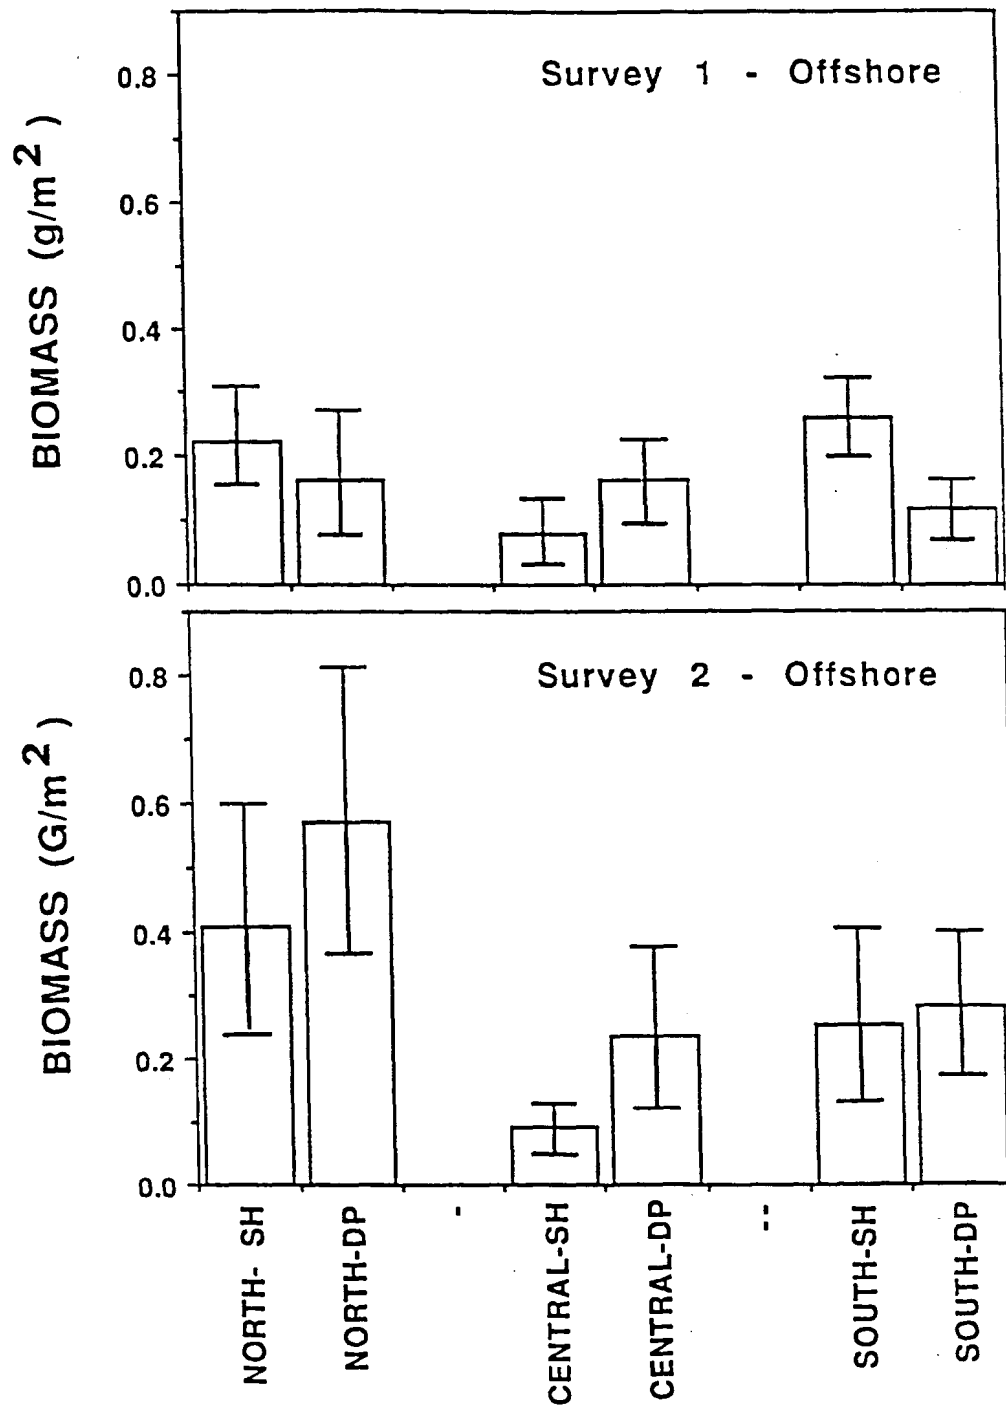 Survey 1 - Offshore
BIOMASS (g/m²)
0.8
0.6
0.4
0.2
0.0
Survey 2 - Offshore
BIOMASS (G/m²)
0.8
0.6
0.4
0.2
0.0
NORTH- SH
NORTH-DP
-
CENTRAL-SH
CENTRAL-DP
--
SOUTH-SH
SOUTH-DP